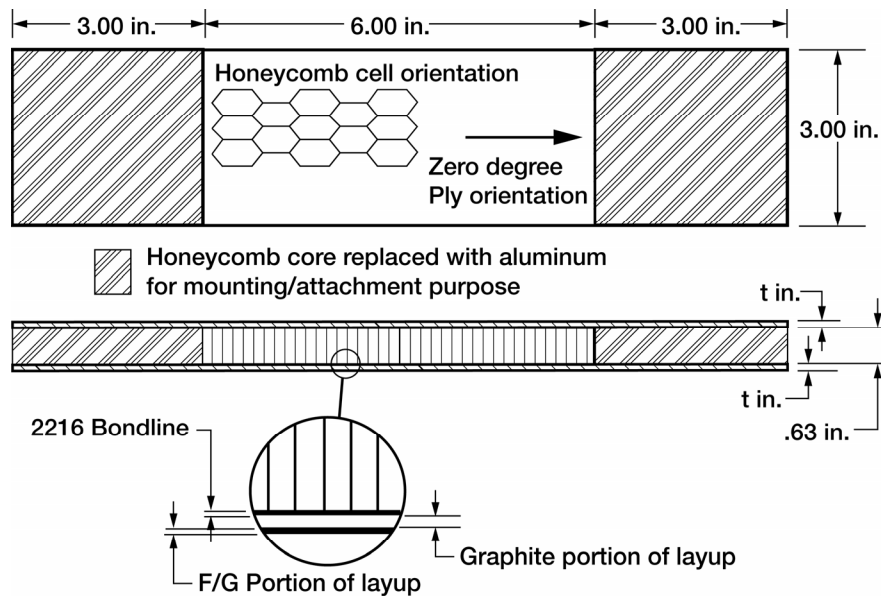 3.00 in.
6.00 in.
3.00 in.
Honeycomb cell orientation
3.00 in.
Zero degree
Ply orientation
Honeycomb core replaced with aluminum
for mounting/attachment purpose
t in.
t in.
.63 in.
2216 Bondline
Graphite portion of layup
F/G Portion of layup